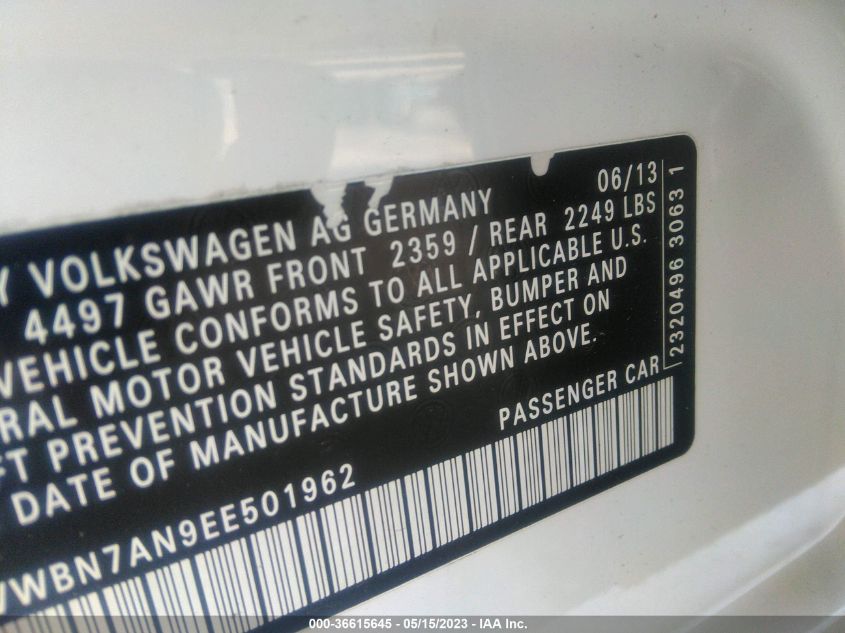 06/13
Y VOLKSWAGEN AG GERMANY
4497 GAWR FRONT 2359 / REAR 2249 LBS
VEHICLE CONFORMS TO ALL APPLICABLE U.S.
RAL MOTOR VEHICLE SAFETY, BUMPER AND
FT PREVENTION STANDARDS IN EFFECT ON
DATE OF MANUFACTURE SHOWN ABOVE.
PASSENGER CAR
2320496 3063 1
VWBN7AN9EE501962
000-36615645 - 05/15/2023 - IAA Inc.